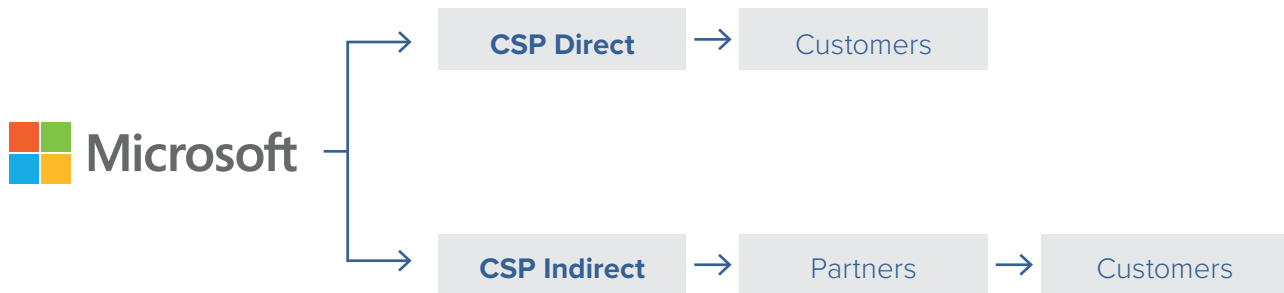 CSP Direct
Customers
Microsoft
CSP Indirect
Partners
Customers